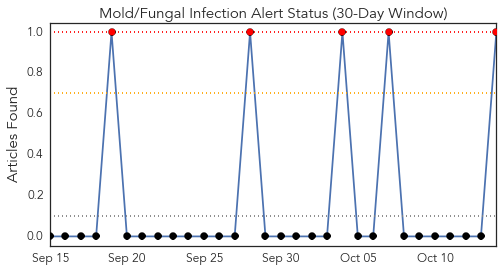 Mold/Fungal Infection Alert Status (30-Day Window)
Articles Found
1.0
0.8
0.6
0.4
0.2
0.0
Sep 15 Sep 20 Sep 25 Sep 30 Oct 05 Oct 10